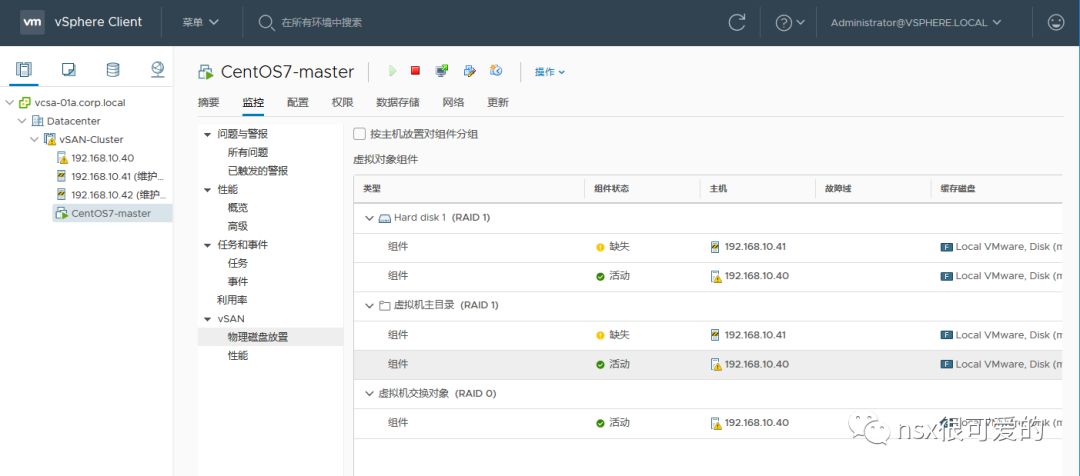 vm vSphere Client 菜单 在所有环境中搜索 Administrator@VSPHERE.LOCAL
CentOS7-master 操作
摘要 监控 配置 权限 数据存储 网络 更新
vcsa-01a.corp.local
Datacenter
vSAN-Cluster
192.168.10.40
192.168.10.41 (维护...
192.168.10.42 (维护...
CentOS7-master
问题与警报
所有问题
已触发的警报
性能
概览
高级
任务和事件
任务
事件
利用率
vSAN
物理磁盘放置
性能
按主机放置对组件分组
虚拟对象组件
类型 组件状态 主机 故障域 缓存磁盘
Hard disk 1 (RAID 1)
组件 缺失 192.168.10.41 F Local VMware, Disk (m
组件 活动 192.168.10.40 F Local VMware, Disk (m
虚拟机主目录 (RAID 1)
组件 缺失 192.168.10.41 F Local VMware, Disk (m
组件 活动 192.168.10.40 F Local VMware, Disk (m
虚拟机交换对象 (RAID 0)
组件 活动 192.168.10.40
nsx很可爱的